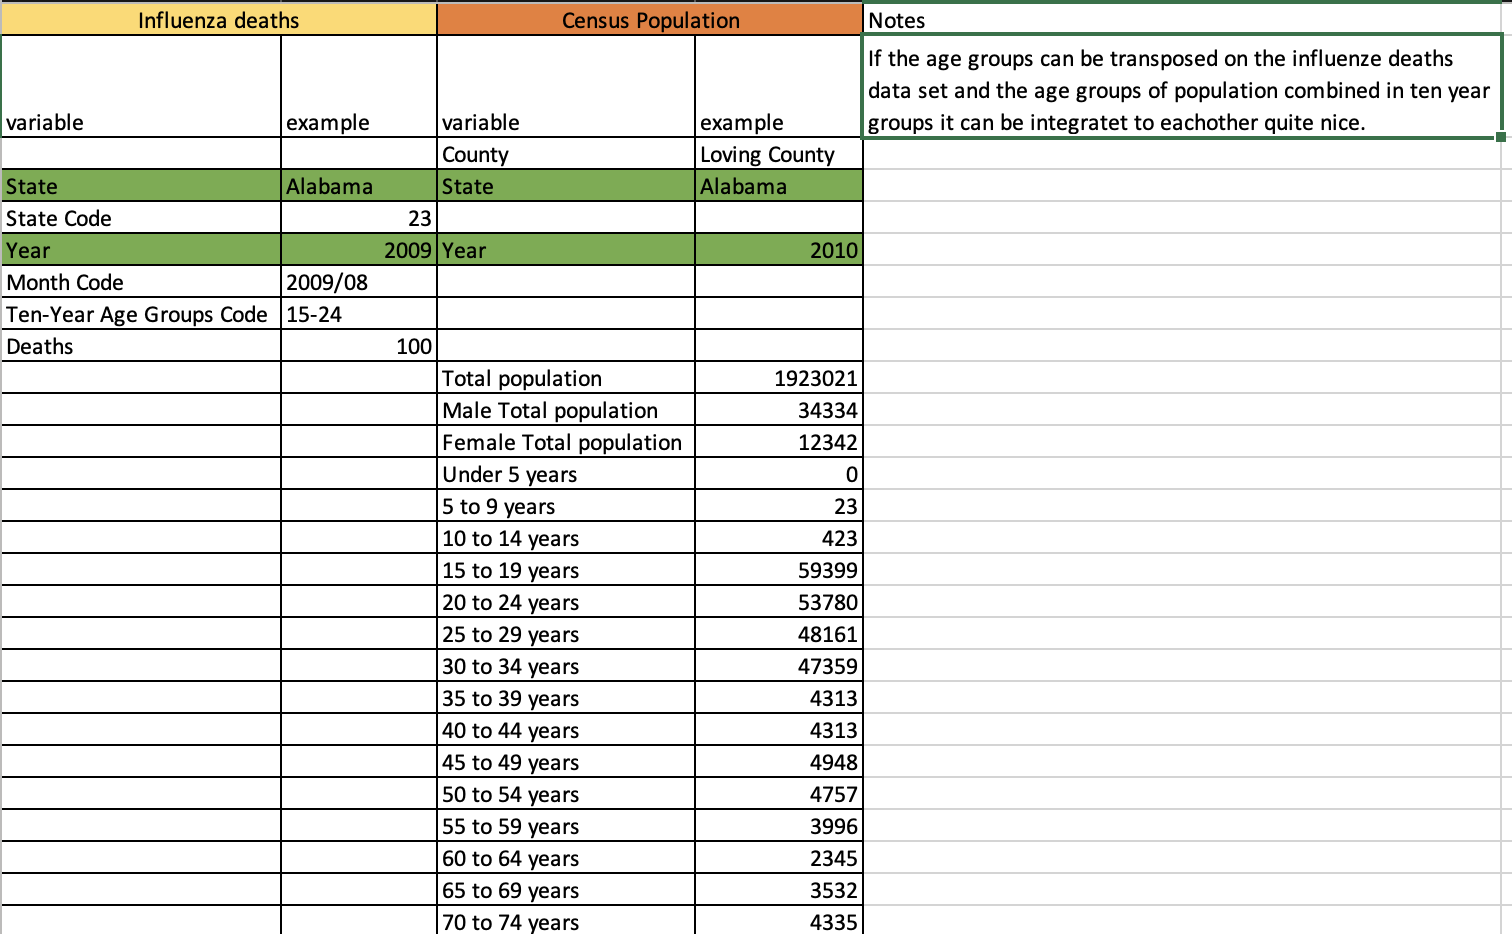 Influenza deaths Census Population Notes
If the age groups can be transposed on the influenze deaths
data set and the age groups of population combined in ten year
variable example variable example groups it can be integratet to eachother quite nice.
County Loving County
State Alabama State Alabama
State Code 23
Year 2009 Year 2010
Month Code 2009/08
Ten-Year Age Groups Code 15-24
Deaths 100
Total population 1923021
Male Total population 34334
Female Total population 12342
Under 5 years 0
5 to 9 years 23
10 to 14 years 423
15 to 19 years 59399
20 to 24 years 53780
25 to 29 years 48161
30 to 34 years 47359
35 to 39 years 4313
40 to 44 years 4313
45 to 49 years 4948
50 to 54 years 4757
55 to 59 years 3996
60 to 64 years 2345
65 to 69 years 3532
70 to 74 years 4335